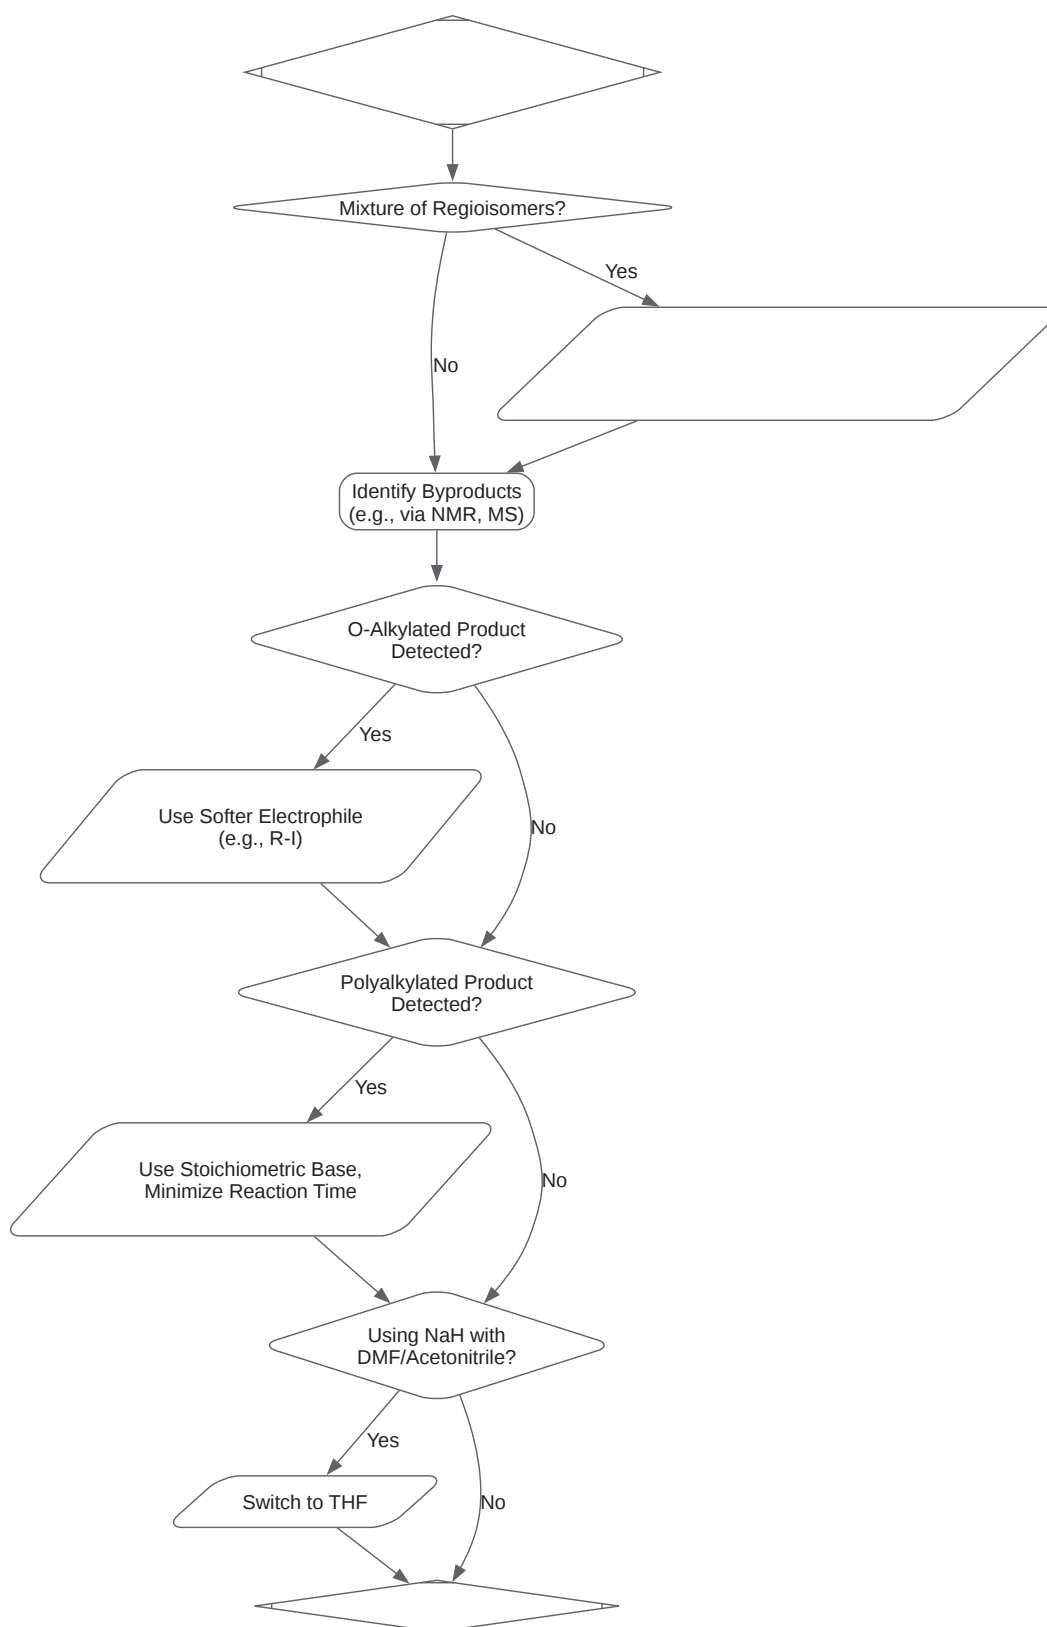 Mixture of Regioisomers?
Yes
No
Identify Byproducts
(e.g., via NMR, MS)
O-Alkylated Product
Detected?
Yes
Use Softer Electrophile
(e.g., R-I)
No
Polyalkylated Product
Detected?
Yes
Use Stoichiometric Base,
Minimize Reaction Time
No
Using NaH with
DMF/Acetonitrile?
Yes
Switch to THF
No